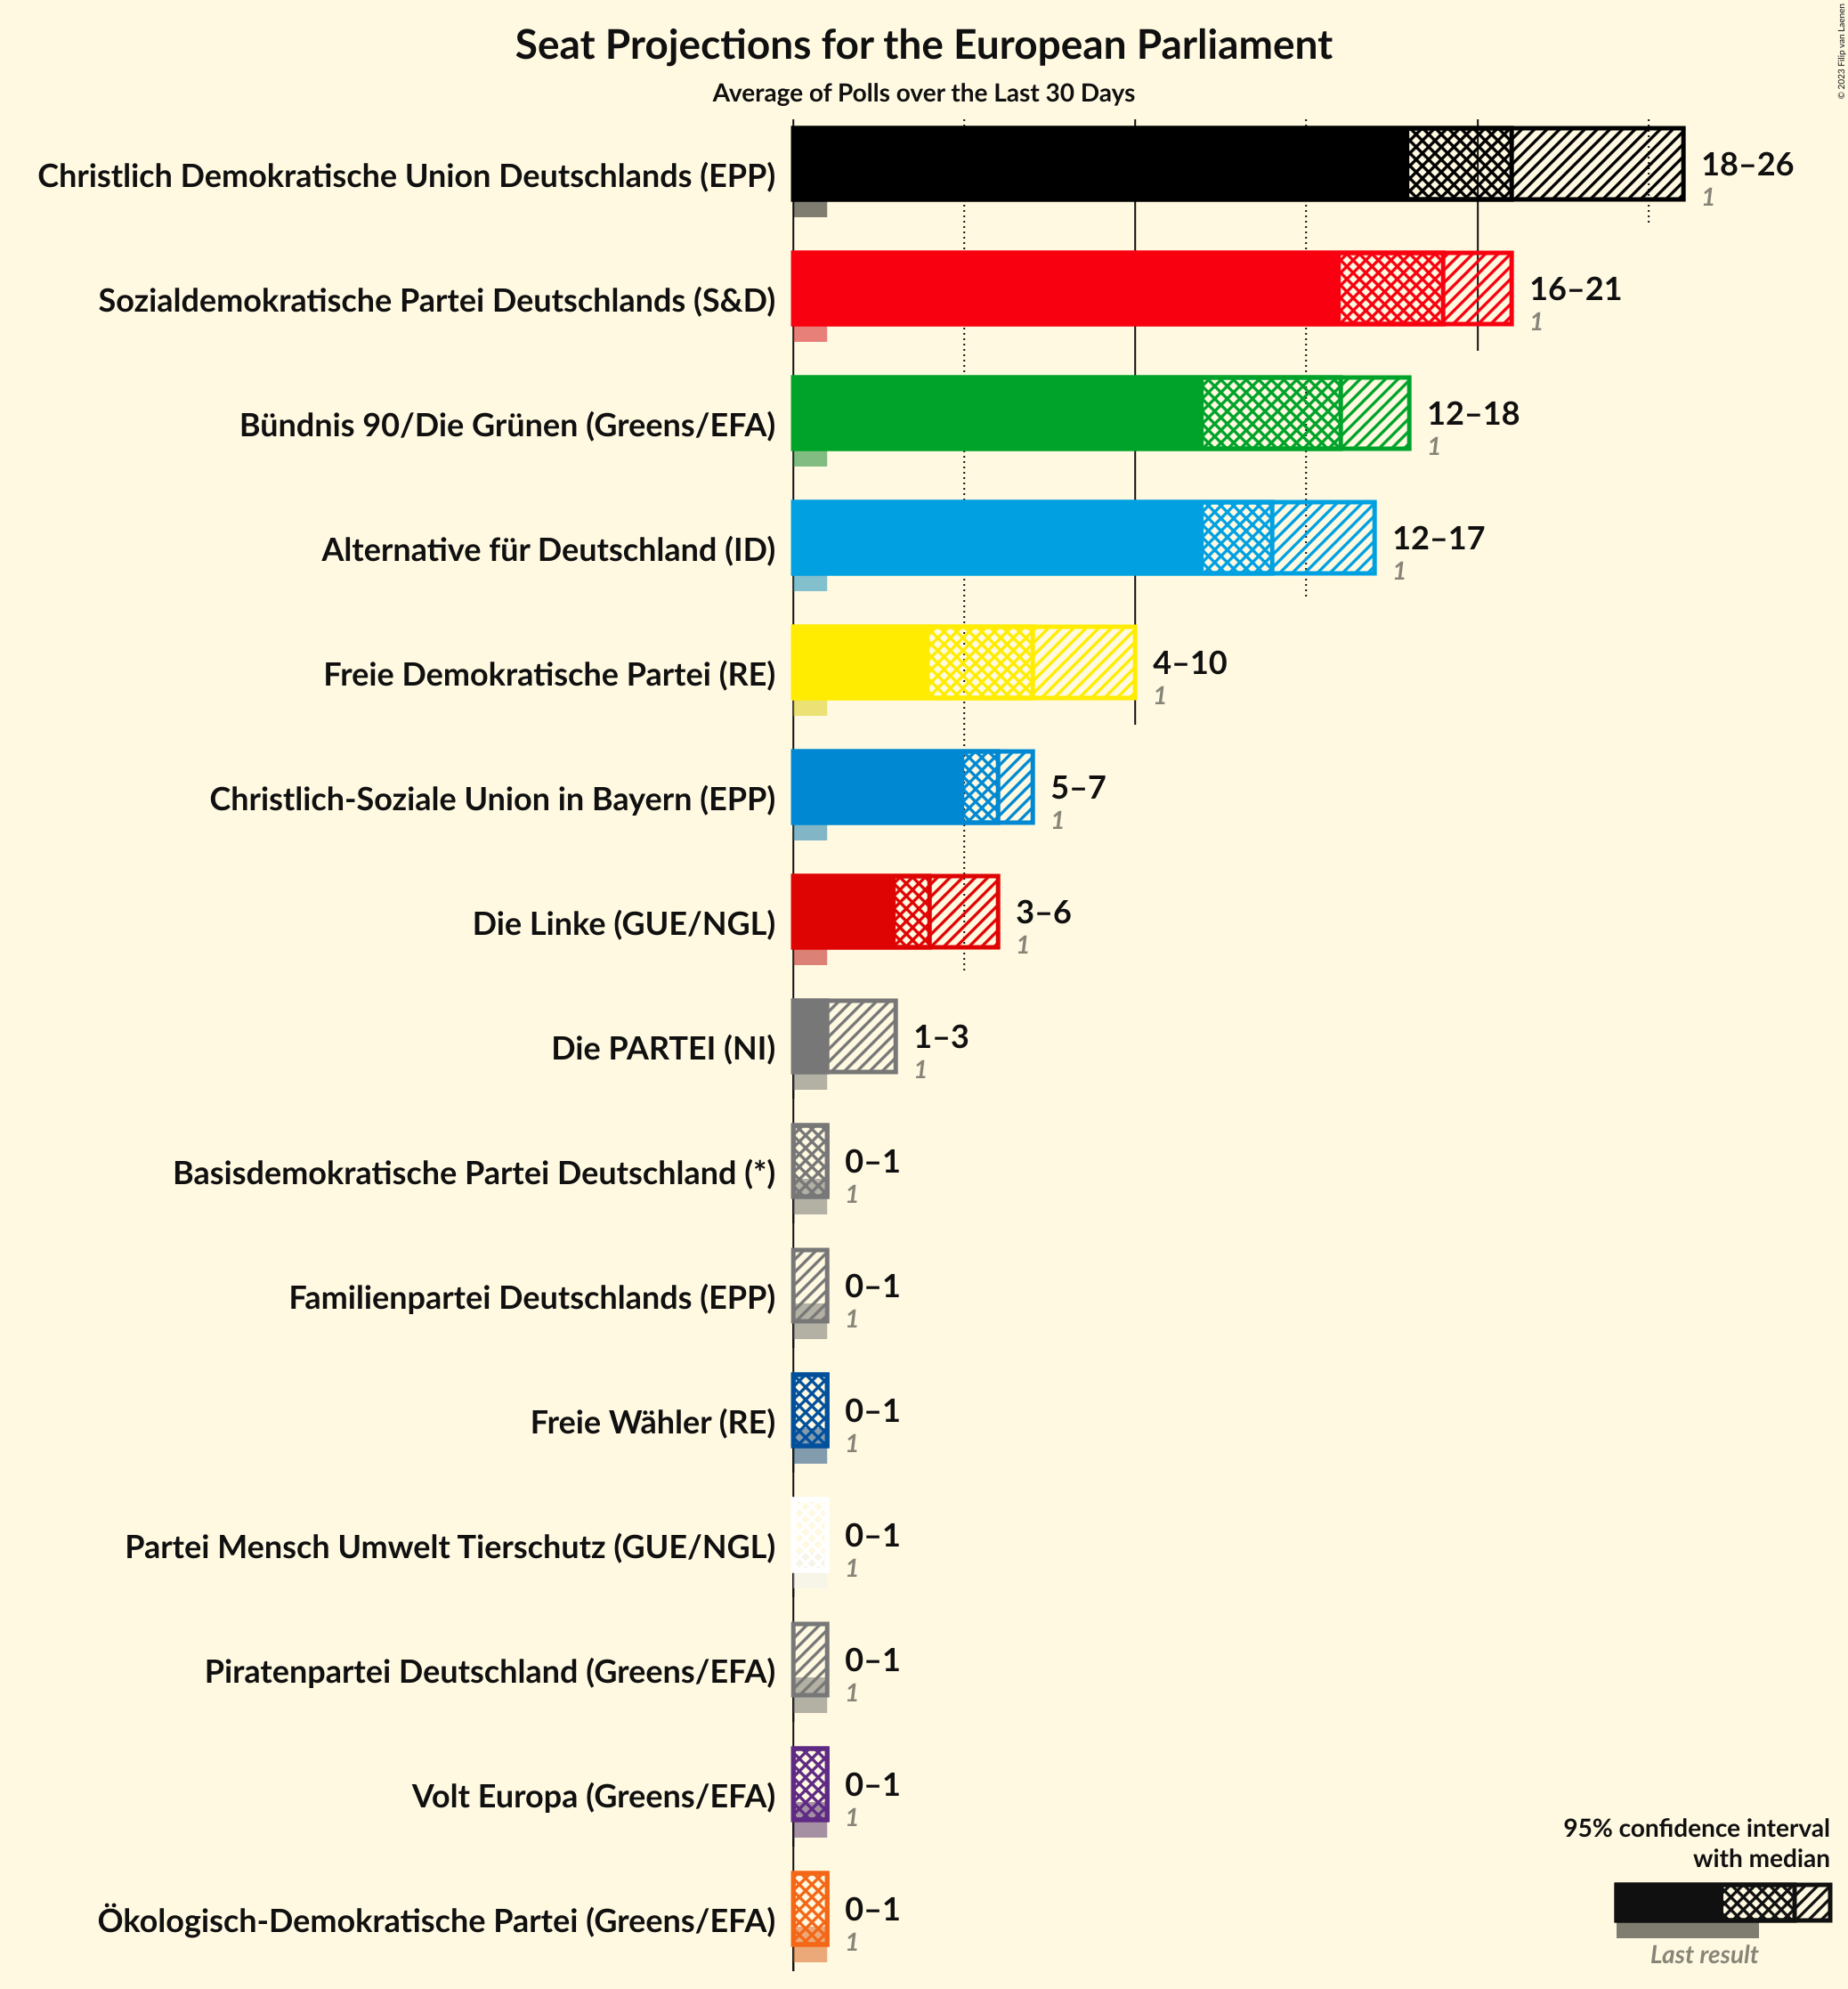 © 2023 Filip van Laenen
Seat Projections for the European Parliament
Average of Polls over the Last 30 Days
Christlich Demokratische Union Deutschlands (EPP)
18–26
1
Sozialdemokratische Partei Deutschlands (S&D)
16–21
1
Bündnis 90/Die Grünen (Greens/EFA)
12–18
1
Alternative für Deutschland (ID)
12–17
1
Freie Demokratische Partei (RE)
4–10
1
Christlich-Soziale Union in Bayern (EPP)
5–7
1
Die Linke (GUE/NGL)
3–6
1
Die PARTEI (NI)
1–3
1
Basisdemokratische Partei Deutschland (*)
0–1
1
Familienpartei Deutschlands (EPP)
0–1
1
Freie Wähler (RE)
0–1
1
Partei Mensch Umwelt Tierschutz (GUE/NGL)
0–1
1
Piratenpartei Deutschland (Greens/EFA)
0–1
1
Volt Europa (Greens/EFA)
0–1
1
Ökologisch-Demokratische Partei (Greens/EFA)
0–1
1
95% confidence interval
with median
Last result